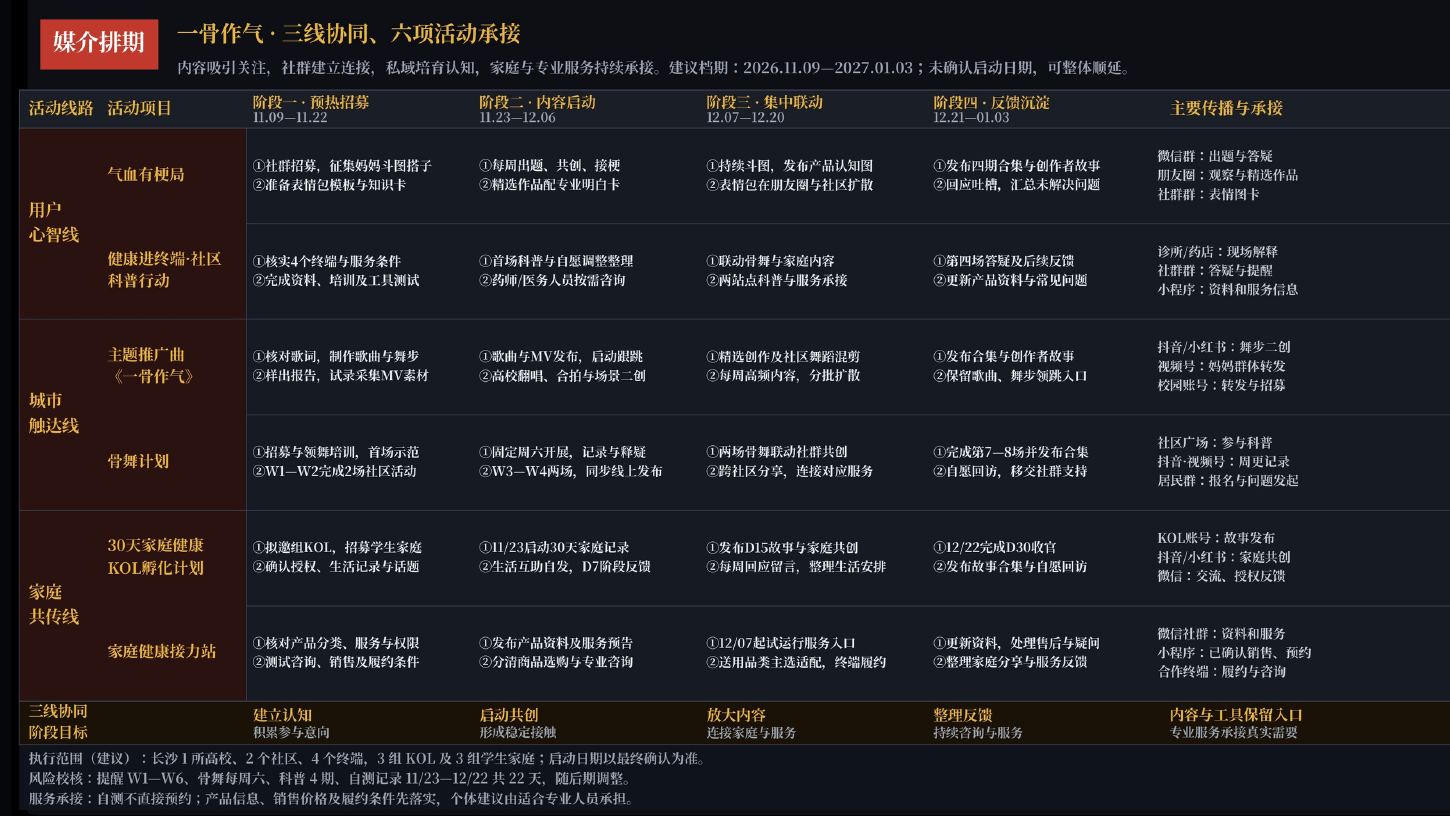 媒介排期
一骨作气·三线协同、六项活动承接
内容吸引关注，社群建立连接，私域培育认知，家庭与专业服务持续承接。建议档期：2026.11.09—2027.01.03；未确认启动日期，可整体顺延。
活动线路 活动项目 阶段一·预热招募 阶段二·内容启动 阶段三·集中联动 阶段四·反馈沉淀 主要传播与承接
11.09—11.22 11.23—12.06 12.07—12.20 12.21—01.03
用户
心智线
气血有梗局
①社群招募，征集妈妈斗图搭子
②准备表情包模板与知识卡
①每周出题、共创、接梗
②精选作品配专业明白卡
①持续斗图，发布产品认知图
②表情包在朋友圈与社区扩散
①发布四期合集与创作者故事
②回应吐槽，汇总未解决问题
微信群：出题与答疑
朋友圈：观察与精选作品
社群群：表情图卡
健康进终端·社区
科普行动
①核实4个终端与服务条件
②完成资料、培训及工具测试
①首场科普与自愿调整整理
②药师/医务人员按需咨询
①联动骨舞与家庭内容
②两站点科普与服务承接
①第四场答疑及后续反馈
②更新产品资料与常见问题
诊所/药店：现场解释
社群群：答疑与提醒
小程序：资料和服务信息
城市
触达线
主题推广曲
《一骨作气》
①核对歌词，制作歌曲与舞步
②样出报告，试录采集MV素材
①歌曲与MV发布，启动跟跳
②高校翻唱、合拍与场景二创
①精选创作及社区舞蹈混剪
②每周高频内容，分批扩散
①发布合集与创作者故事
②保留歌曲、舞步领跳入口
抖音/小红书：舞步二创
视频号：妈妈群体转发
校园账号：转发与招募
骨舞计划
①招募与领舞培训，首场示范
②W1—W2完成2场社区活动
①固定周六开展，记录与释疑
②W3—W4两场，同步线上发布
①两场骨舞联动社群共创
②跨社区分享，连接对应服务
①完成第7—8场并发布合集
②自愿回访，移交社群支持
社区广场：参与科普
抖音·视频号：周更记录
居民群：报名与问题发起
家庭
共传线
30天家庭健康
KOL孵化计划
①拟邀组KOL，招募学生家庭
②确认授权、生活记录与话题
①11/23启动30天家庭记录
②生活互助自发，D7阶段反馈
①发布D15故事与家庭共创
②每周回应留言，整理生活安排
①12/22完成D30收官
②发布故事合集与自愿回访
KOL账号：故事发布
抖音/小红书：家庭共创
微信：交流、授权反馈
家庭健康接力站
①核对产品分类、服务与权限
②测试咨询、销售及履约条件
①发布产品资料及服务预告
②分清商品选购与专业咨询
①12/07起试运行服务入口
②送用品类主选适配，终端履约
①更新资料，处理售后与疑问
②整理家庭分享与服务反馈
微信社群：资料和服务
小程序：已确认销售、预约
合作终端：履约与咨询
三线协同
阶段目标
建立认知
积累参与意向
启动共创
形成稳定接触
放大内容
连接家庭与服务
整理反馈
持续咨询与服务
内容与工具保留入口
专业服务承接真实需要
执行范围（建议）：长沙 1 所高校、2 个社区、4 个终端，3 组 KOL 及 3 组学生家庭；启动日期以最终确认为准。
风险校核：提醒 W1—W6、骨舞每周六、科普 4 期、自测记录 11/23—12/22 共 22 天，随后期调整。
服务承接：自测不直接预约；产品信息、销售价格及履约条件先落实，个体建议由适合专业人员承担。